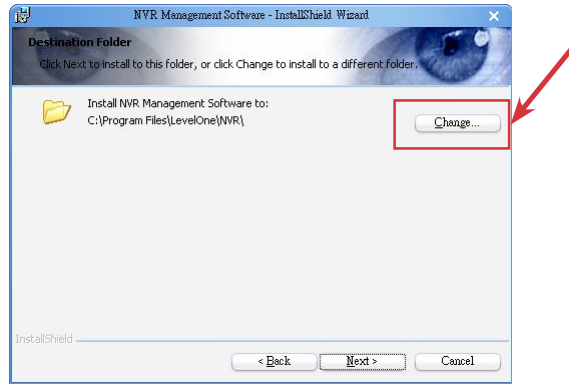 NVR Management Software - InstallShield Wizard
Destination Folder
Click Next to install to this folder, or click Change to install to a different folder.
Install NVR Management Software to:
C:\Program Files\LevelOne\NVR\
Change...
InstallShield
< Back Next > Cancel